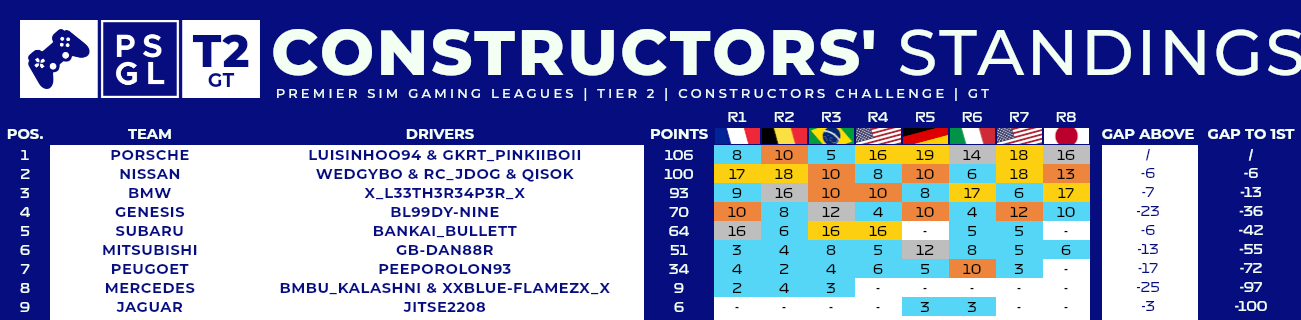 PS GL T2 GT CONSTRUCTORS' STANDINGS
PREMIER SIM GAMING LEAGUES | TIER 2 | CONSTRUCTORS CHALLENGE | GT
R1 R2 R3 R4 R5 R6 R7 R8
POS. TEAM DRIVERS POINTS GAP ABOVE GAP TO 1ST
1 PORSCHE LUISINHOO94 & GKRT_PINKIIBOII 106 8 10 5 16 19 14 18 16 / /
2 NISSAN WEDGYBO & RC_JDOG & QISOK 100 17 18 10 8 10 6 18 13 -6 -6
3 BMW X_L33TH3R34P3R_X 93 9 16 10 10 8 17 6 17 -7 -13
4 GENESIS BL99DY-NINE 70 10 8 12 4 10 4 12 10 -23 -36
5 SUBARU BANKAI_BULLETT 64 16 6 16 16 - 5 5 - -6 -42
6 MITSUBISHI GB-DAN88R 51 3 4 8 5 12 8 5 6 -13 -55
7 PEUGOET PEEPOROLON93 34 4 2 4 6 5 10 3 - -17 -72
8 MERCEDES BMBU_KALASHNI & XXBLUE-FLAMEZX_X 9 2 4 3 - - - - - -25 -97
9 JAGUAR JITSE2208 6 - - - - 3 3 - - -3 -100